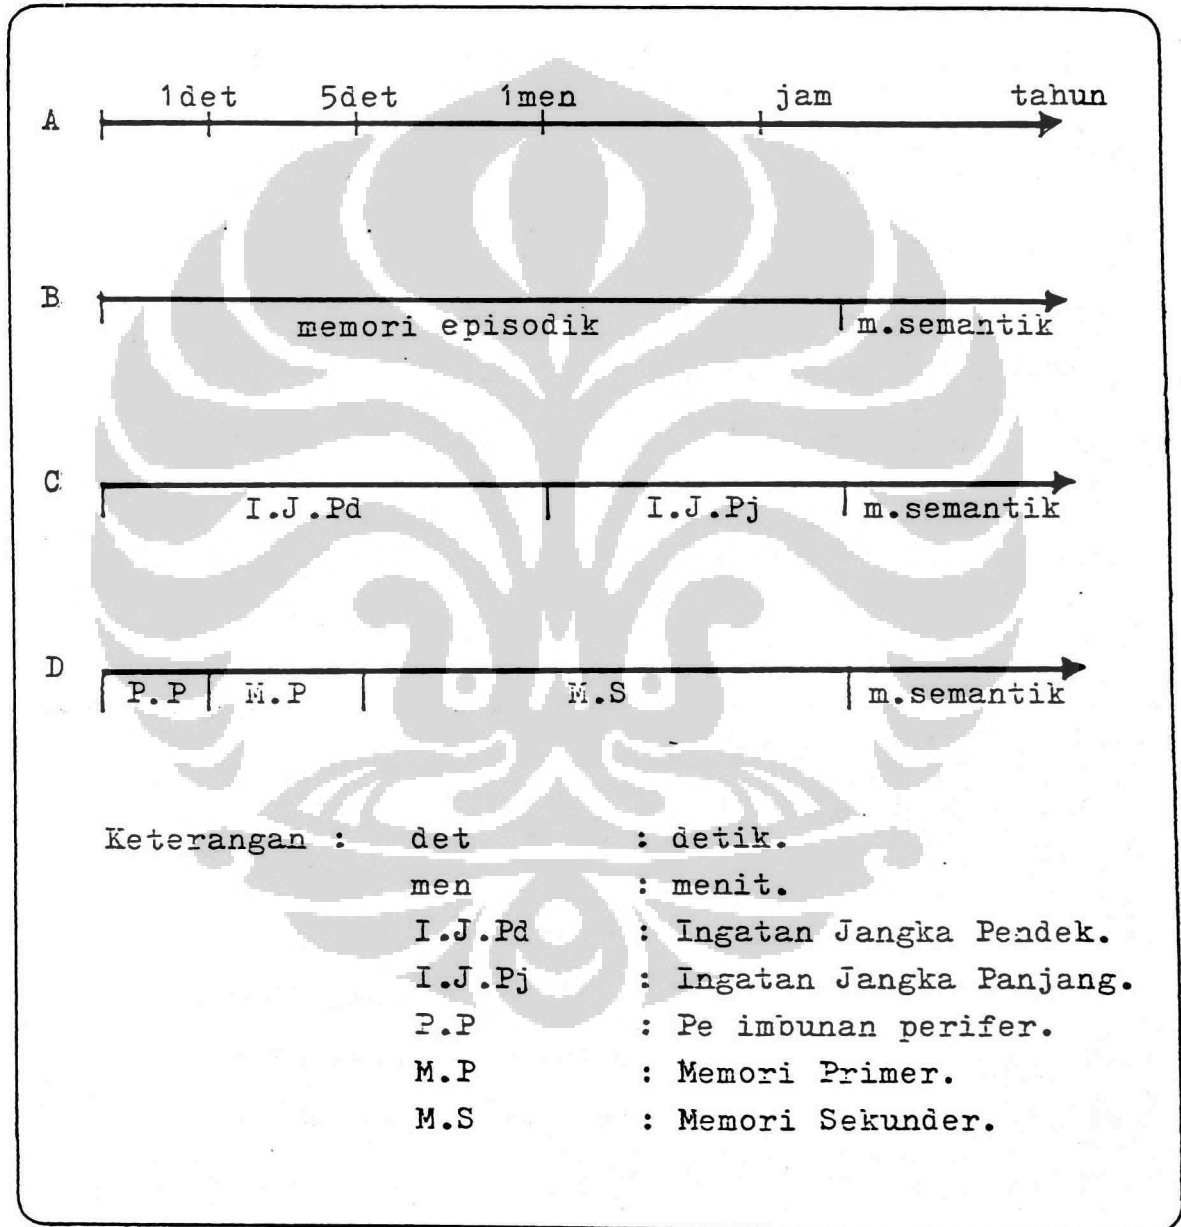 1det 5det 1men jam tahun
A
B
memori episodik m.semantik
C
I.J.Pd I.J.Pj m.semantik
D
P.P M.P M.S m.semantik
Keterangan : det : detik.
men : menit.
I.J.Pd : Ingatan Jangka Pendek.
I.J.Pj : Ingatan Jangka Panjang.
P.P : Pe imbunan perifer.
M.P : Memori Primer.
M.S : Memori Sekunder.